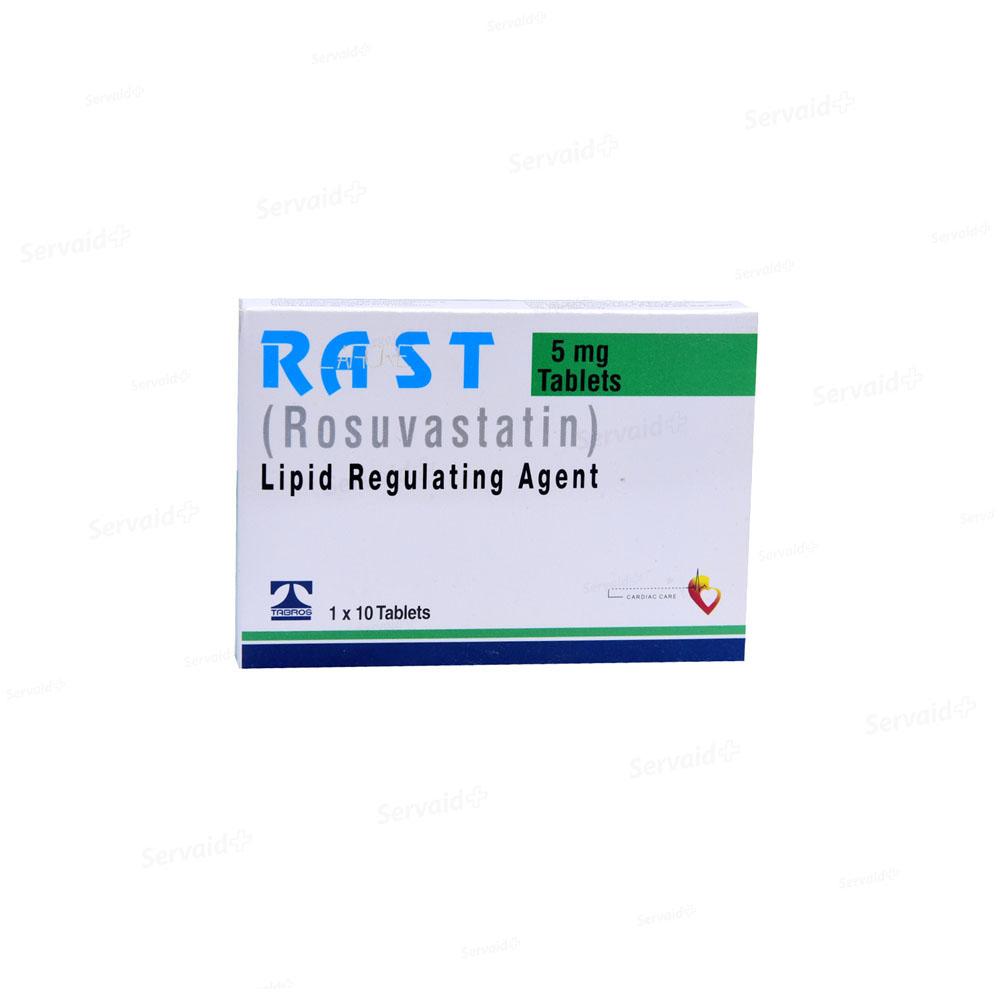 RAST
5 mg
Tablets
(Rosuvastatin)
Lipid Regulating Agent
TABROS
1 x 10 Tablets
CARDIAC CARE
Servaid